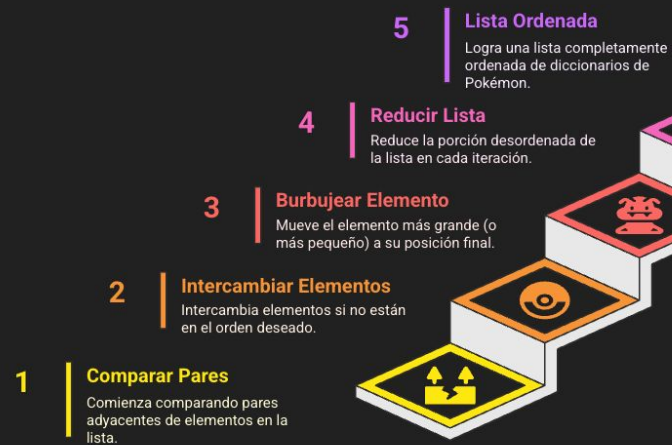 5
Lista Ordenada
Logra una lista completamente
ordenada de diccionarios de
Pokémon.
4
Reducir Lista
Reduce la porción desordenada de
la lista en cada iteración.
3
Burbujear Elemento
Mueve el elemento más grande (o
más pequeño) a su posición final.
2
Intercambiar Elementos
Intercambia elementos si no están
en el orden deseado.
1
Comparar Pares
Comienza comparando pares
adyacentes de elementos en la
lista.